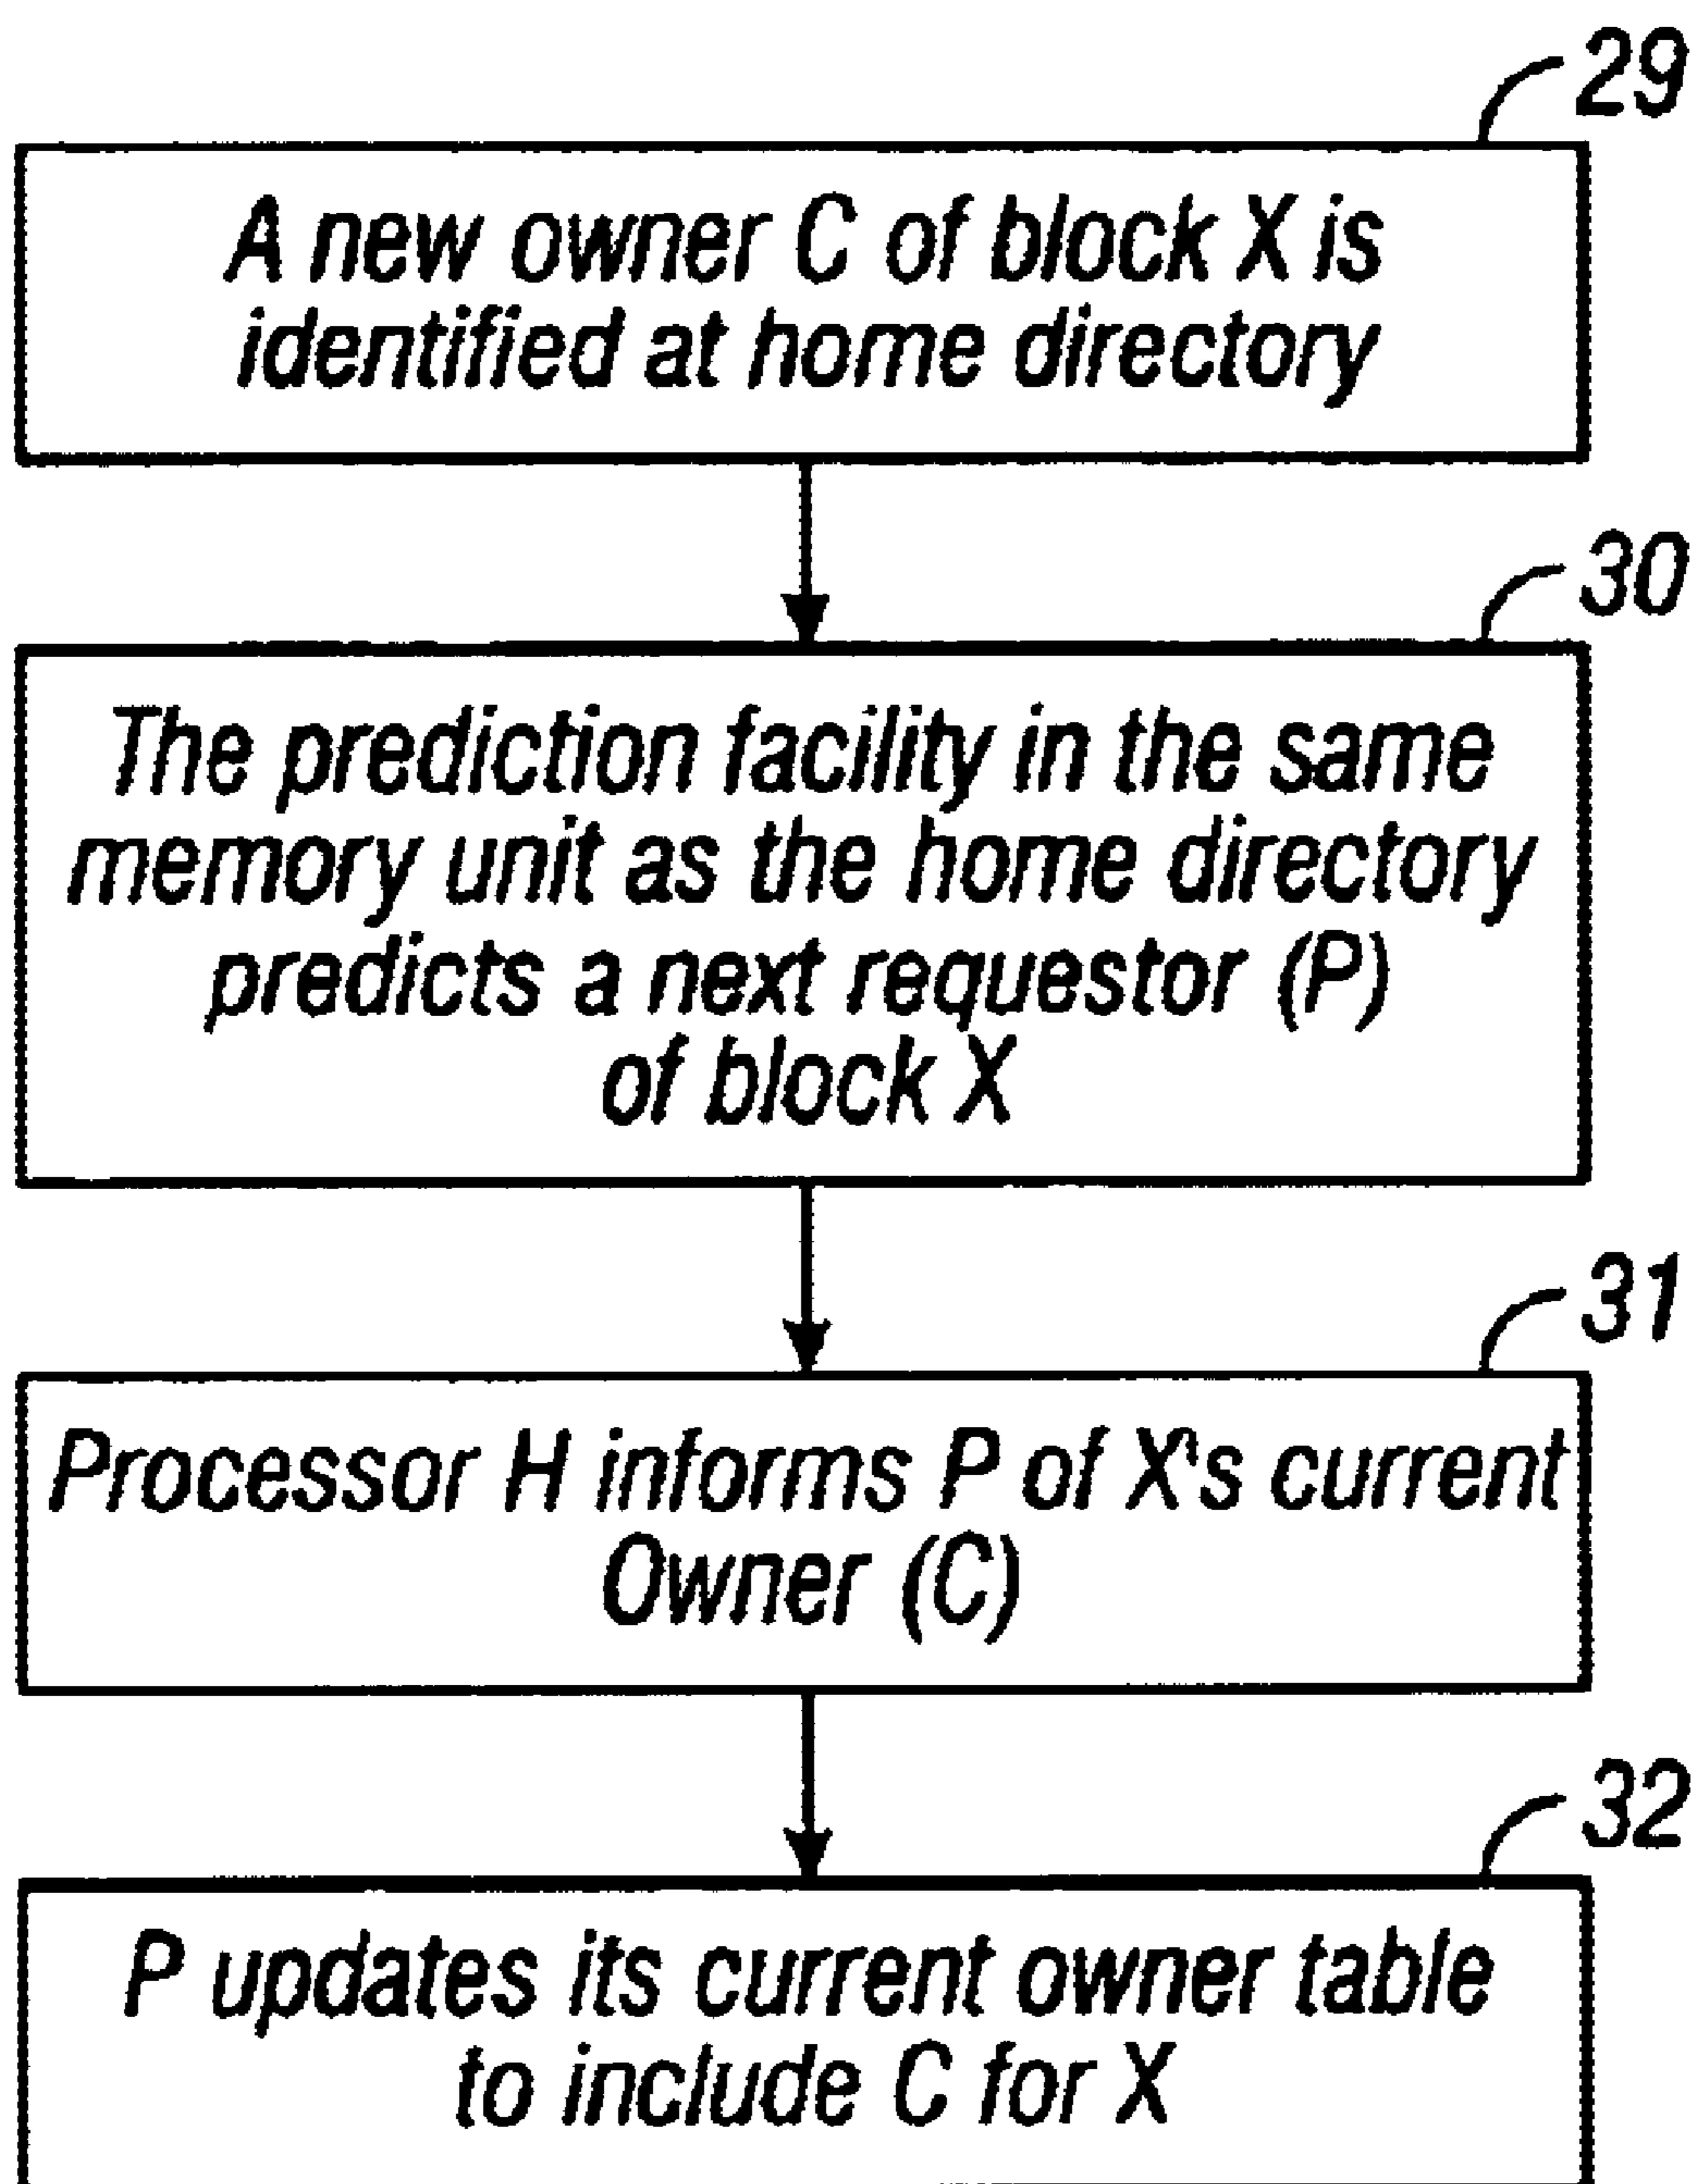 29
A new owner C of block X is
identified at home directory
30
The prediction facility in the same
memory unit as the home directory
predicts a next requestor (P)
of block X
31
Processor H informs P of X's current
Owner (C)
32
P updates its current owner table
to include C for X